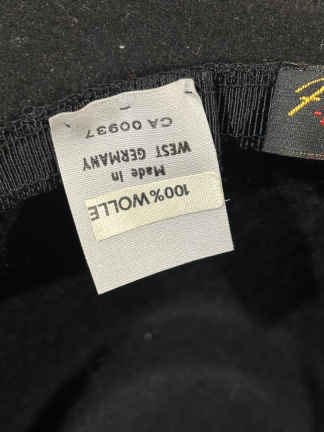 100% WOLLE
Made in
WEST GERMANY
CA 00937